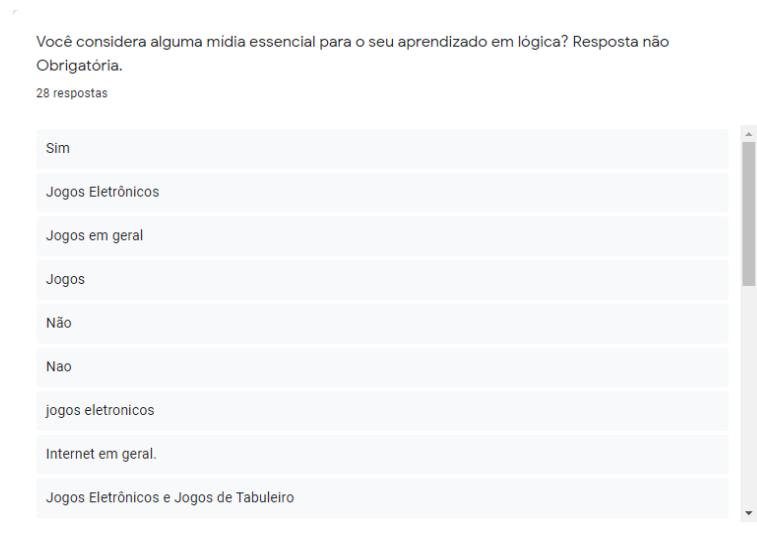 Você considera alguma mídia essencial para o seu aprendizado em lógica? Resposta não
Obrigatória.
28 respostas
Sim
Jogos Eletrônicos
Jogos em geral
Jogos
Não
Nao
jogos eletronicos
Internet em geral.
Jogos Eletrônicos e Jogos de Tabuleiro